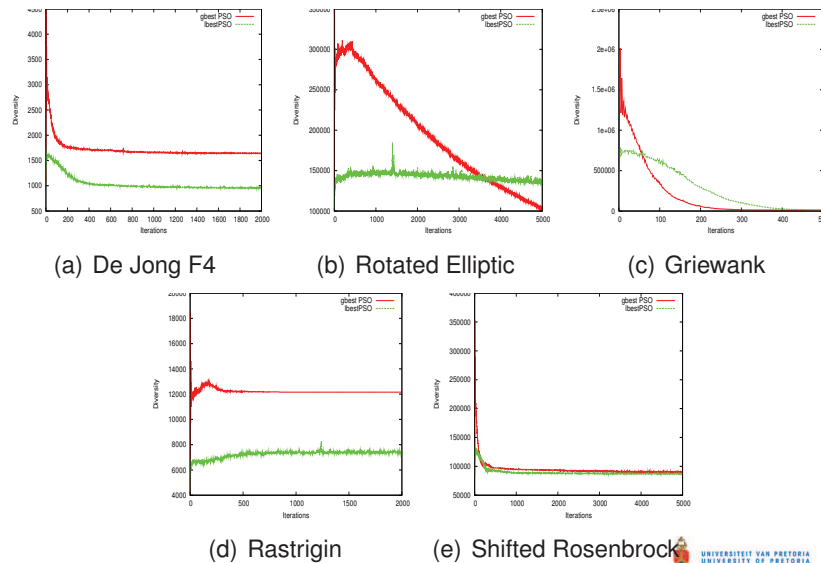 4500
4000
3500
3000
2500
2000
1500
1000
500
0 200 400 600 800 1000 1200 1400 1600 1800 2000
Diversity
Iterations
gbest PSO
lbestPSO
(a) De Jong F4
300000
250000
200000
150000
100000
0 1000 2000 3000 4000 5000
Diversity
Iterations
gbest PSO
lbestPSO
(b) Rotated Elliptic
2.5e+06
2e+06
1.5e+06
1e+06
500000
0
0 100 200 300 400 500
Diversity
Iterations
gbest PSO
lbestPSO
(c) Griewank
20000
18000
16000
14000
12000
10000
8000
6000
4000
0 500 1000 1500 2000
Diversity
Iterations
gbest PSO
lbestPSO
(d) Rastrigin
400000
350000
300000
250000
200000
150000
100000
50000
0 1000 2000 3000 4000 5000
Diversity
Iterations
gbest PSO
lbestPSO
(e) Shifted Rosenbrock
UNIVERSITEIT VAN PRETORIA
UNIVERSITY OF PRETORIA